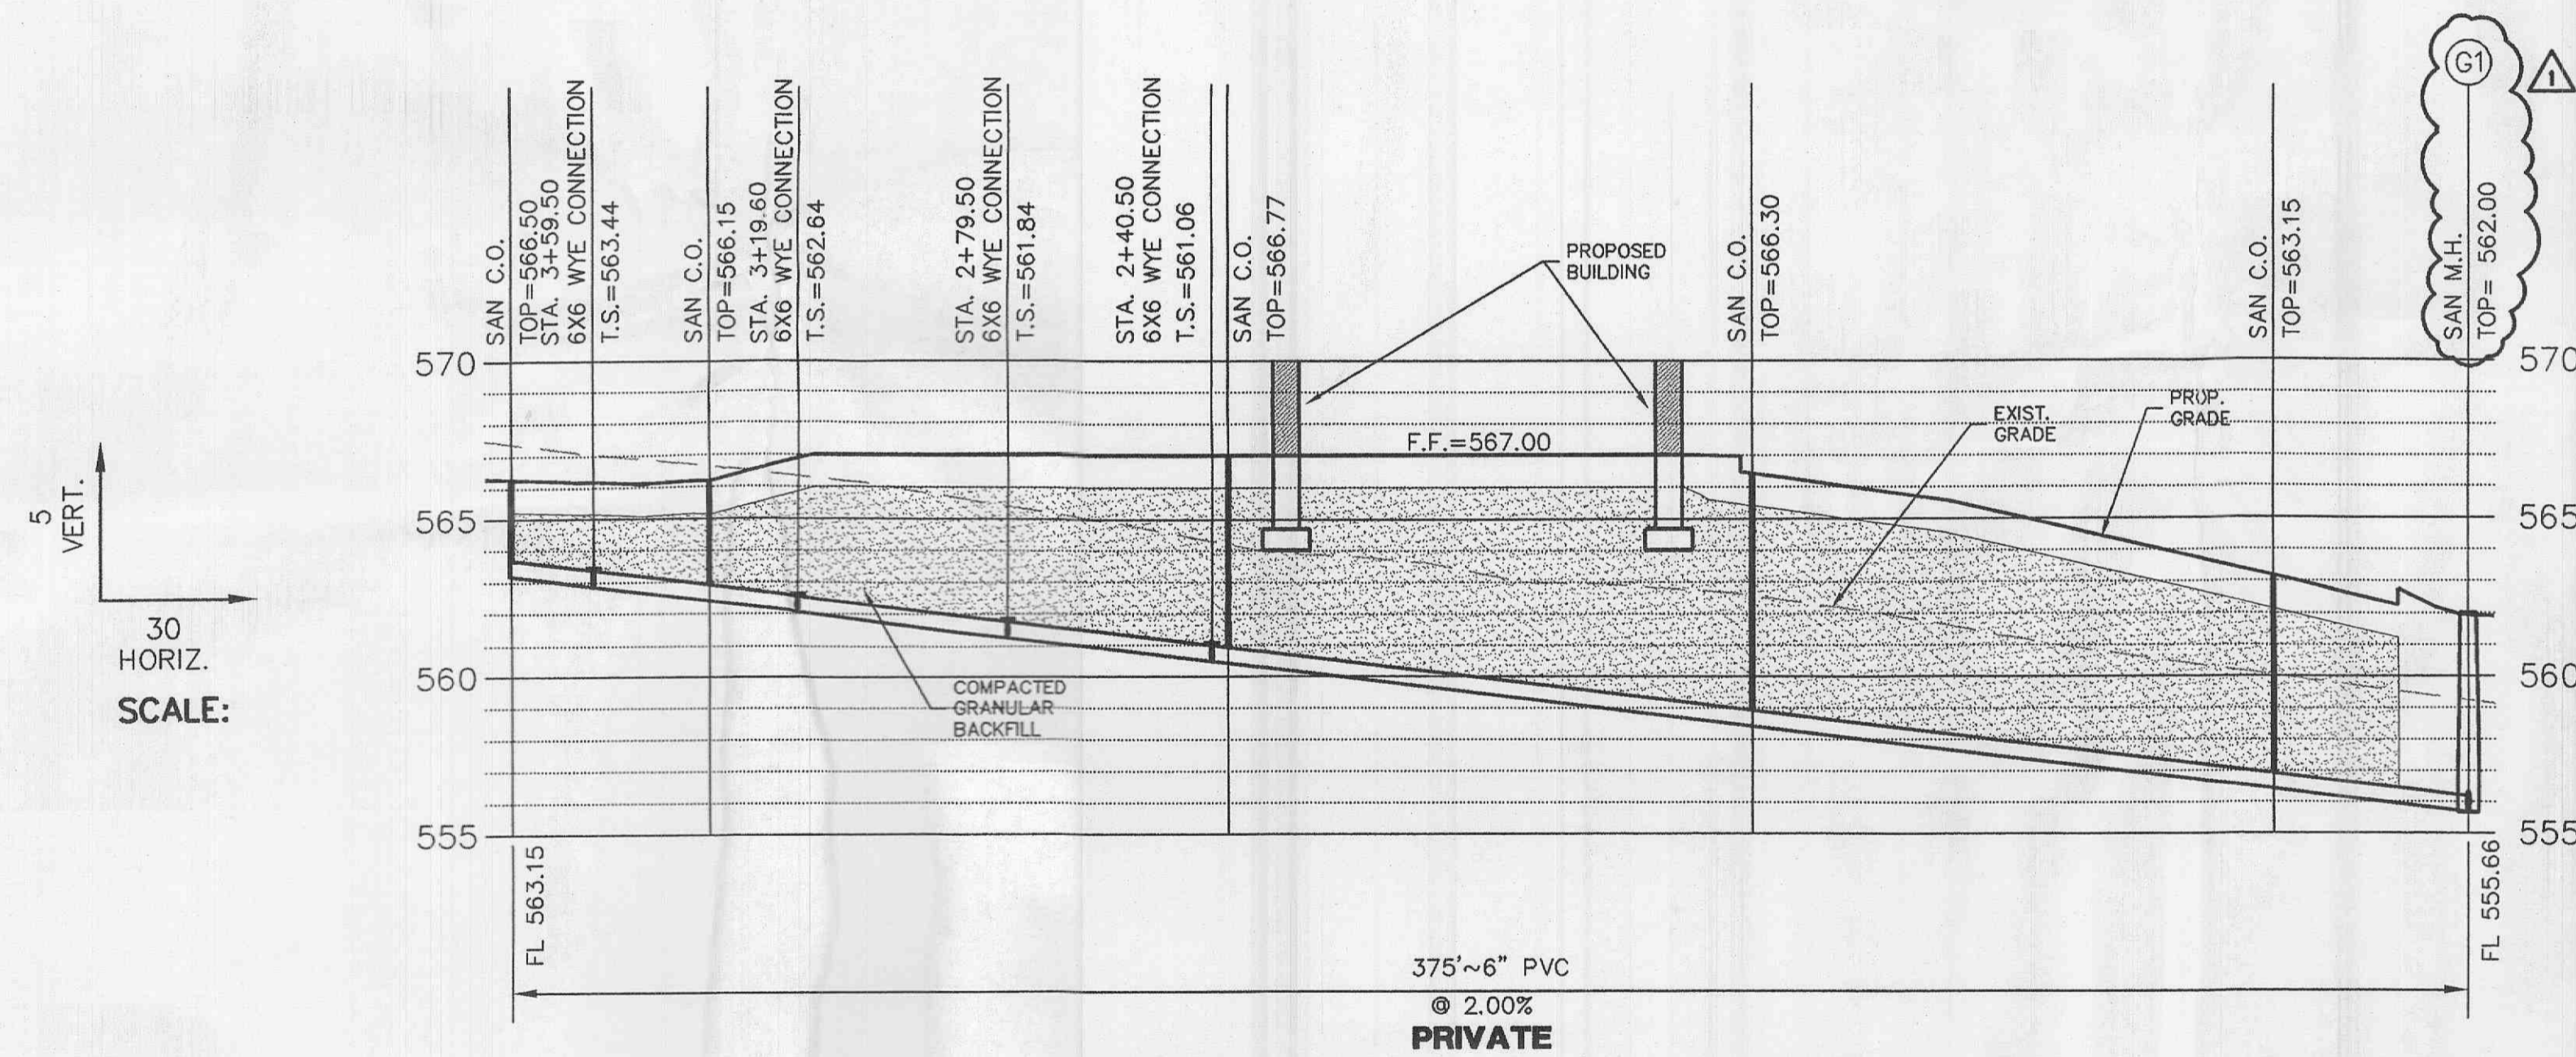 SAN C.O.
TOP=566.50
STA. 3+59.50
6X6 WYE CONNECTION
T.S.=563.44
SAN C.O.
TOP=566.15
STA. 3+19.60
6X6 WYE CONNECTION
T.S.=562.64
STA. 2+79.50
6X6 WYE CONNECTION
T.S.=561.84
STA. 2+40.50
6X6 WYE CONNECTION
T.S.=561.06
SAN C.O.
TOP=566.77
PROPOSED
BUILDING
SAN C.O.
TOP=566.30
SAN C.O.
TOP=563.15
G1
SAN M.H.
TOP= 562.00
1
570
570
PROP.
GRADE
EXIST.
GRADE
F.F.=567.00
5
VERT.
30
HORIZ.
SCALE:
565
565
560
560
COMPACTED
GRANULAR
BACKFILL
555
555
FL 563.15
FL 555.66
375'~6" PVC
@ 2.00%
PRIVATE